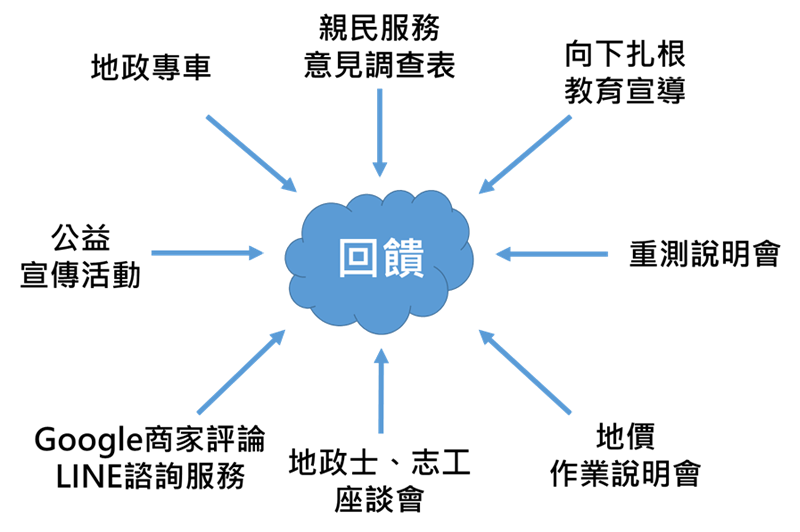 親民服務
意見調查表
地政專車
向下扎根
教育宣導
公益
宣傳活動
回饋
重測說明會
Google商家評論
LINE諮詢服務
地政士、志工
座談會
地價
作業說明會